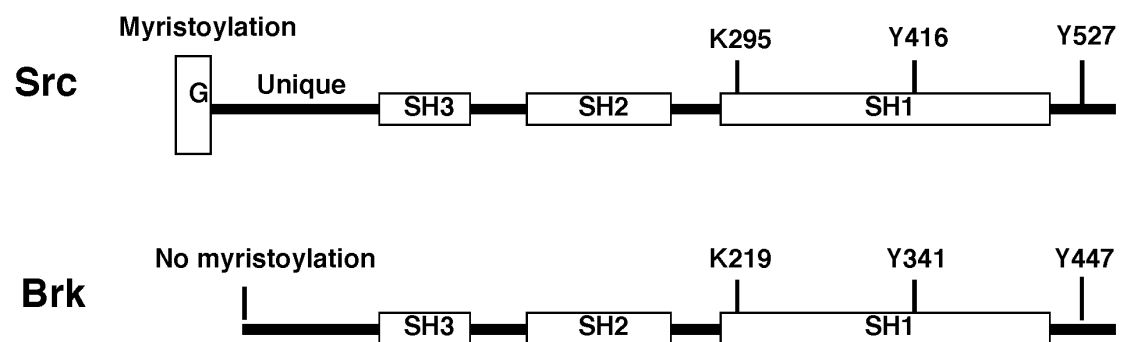 Myristoylation
K295 Y416 Y527
Src G Unique
SH3 SH2 SH1
No myristoylation K219 Y341 Y447
Brk
SH3 SH2 SH1